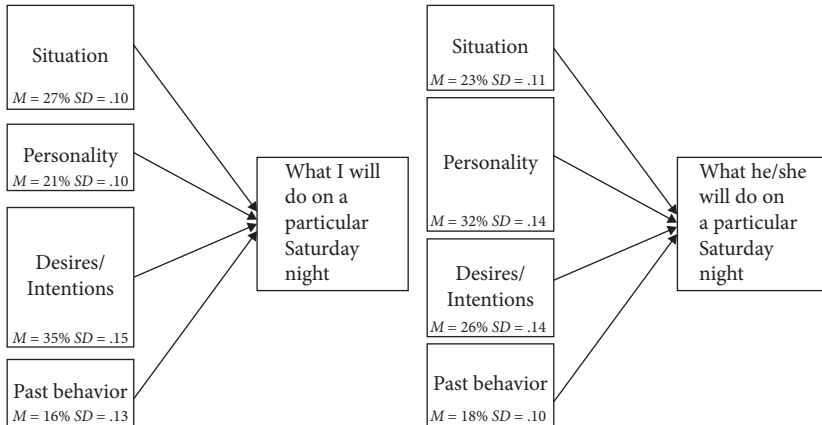 Situation
M = 27% SD = .10
Personality
M = 21% SD = .10
Desires/
Intentions
M = 35% SD = .15
Past behavior
M = 16% SD = .13
What I will
do on a
particular
Saturday
night
Situation
M = 23% SD = .11
Personality
M = 32% SD = .14
Desires/
Intentions
M = 26% SD = .14
Past behavior
M = 18% SD = .10
What he/she
will do on
a particular
Saturday
night